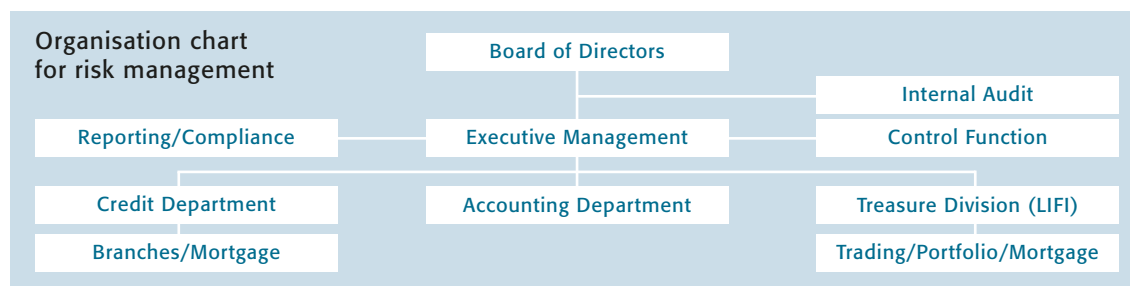 Organisation chart
for risk management
Board of Directors
Internal Audit
Reporting/Compliance
Executive Management
Control Function
Credit Department
Accounting Department
Treasure Division (LIFI)
Branches/Mortgage
Trading/Portfolio/Mortgage